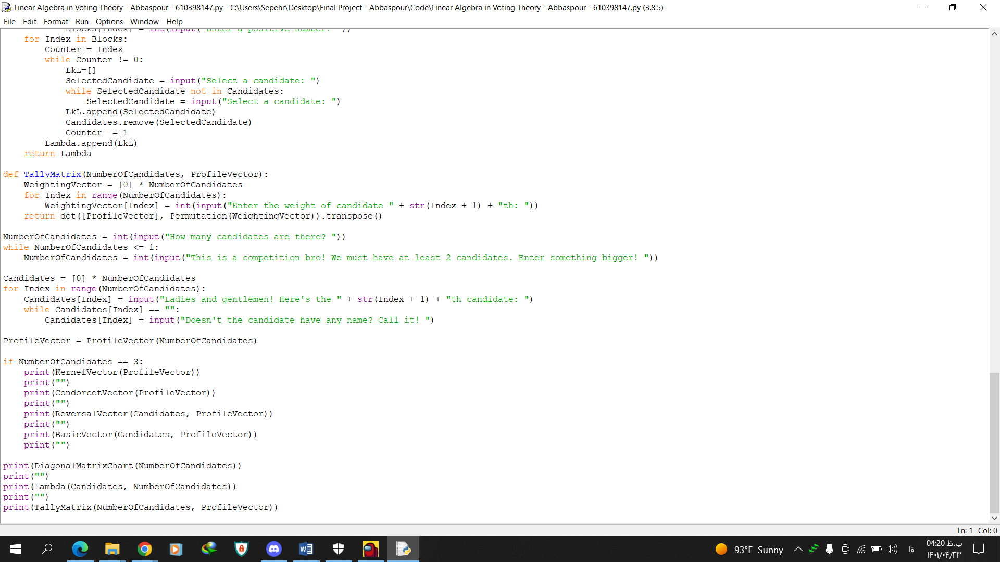 Linear Algebra in Voting Theory - Abbaspour - 610398147.py - C:\Users\Sepehr\Desktop\Final Project - Abbaspour\Code\Linear Algebra in Voting Theory - Abbaspour - 610398147.py (3.8.5)
File Edit Format Run Options Window Help
            Blocks[Index] = int(input("Enter a positive number: "))
    for Index in Blocks:
        Counter = Index
        while Counter != 0:
            LkL=[]
            SelectedCandidate = input("Select a candidate: ")
            while SelectedCandidate not in Candidates:
                SelectedCandidate = input("Select a candidate: ")
            LkL.append(SelectedCandidate)
            Candidates.remove(SelectedCandidate)
            Counter -= 1
        Lambda.append(LkL)
    return Lambda
def TallyMatrix(NumberOfCandidates, ProfileVector):
    WeightingVector = [0] * NumberOfCandidates
    for Index in range(NumberOfCandidates):
        WeightingVector[Index] = int(input("Enter the weight of candidate " + str(Index + 1) + "th: "))
    return dot([ProfileVector], Permutation(WeightingVector)).transpose()
NumberOfCandidates = int(input("How many candidates are there? "))
while NumberOfCandidates <= 1:
    NumberOfCandidates = int(input("This is a competition bro! We must have at least 2 candidates. Enter something bigger! "))
Candidates = [0] * NumberOfCandidates
for Index in range(NumberOfCandidates):
    Candidates[Index] = input("Ladies and gentlemen! Here's the " + str(Index + 1) + "th candidate: ")
    while Candidates[Index] == "":
        Candidates[Index] = input("Doesn't the candidate have any name? Call it! ")
ProfileVector = ProfileVector(NumberOfCandidates)
if NumberOfCandidates == 3:
    print(KernelVector(ProfileVector))
    print("")
    print(CondorcetVector(ProfileVector))
    print("")
    print(ReversalVector(Candidates, ProfileVector))
    print("")
    print(BasicVector(Candidates, ProfileVector))
    print("")
print(DiagonalMatrixChart(NumberOfCandidates))
print("")
print(Lambda(Candidates, NumberOfCandidates))
print("")
print(TallyMatrix(NumberOfCandidates, ProfileVector))
Ln: 1 Col: 0
93°F Sunny
فا
04:20 ب.ظ
۱۴۰۱/۰۴/۲۳